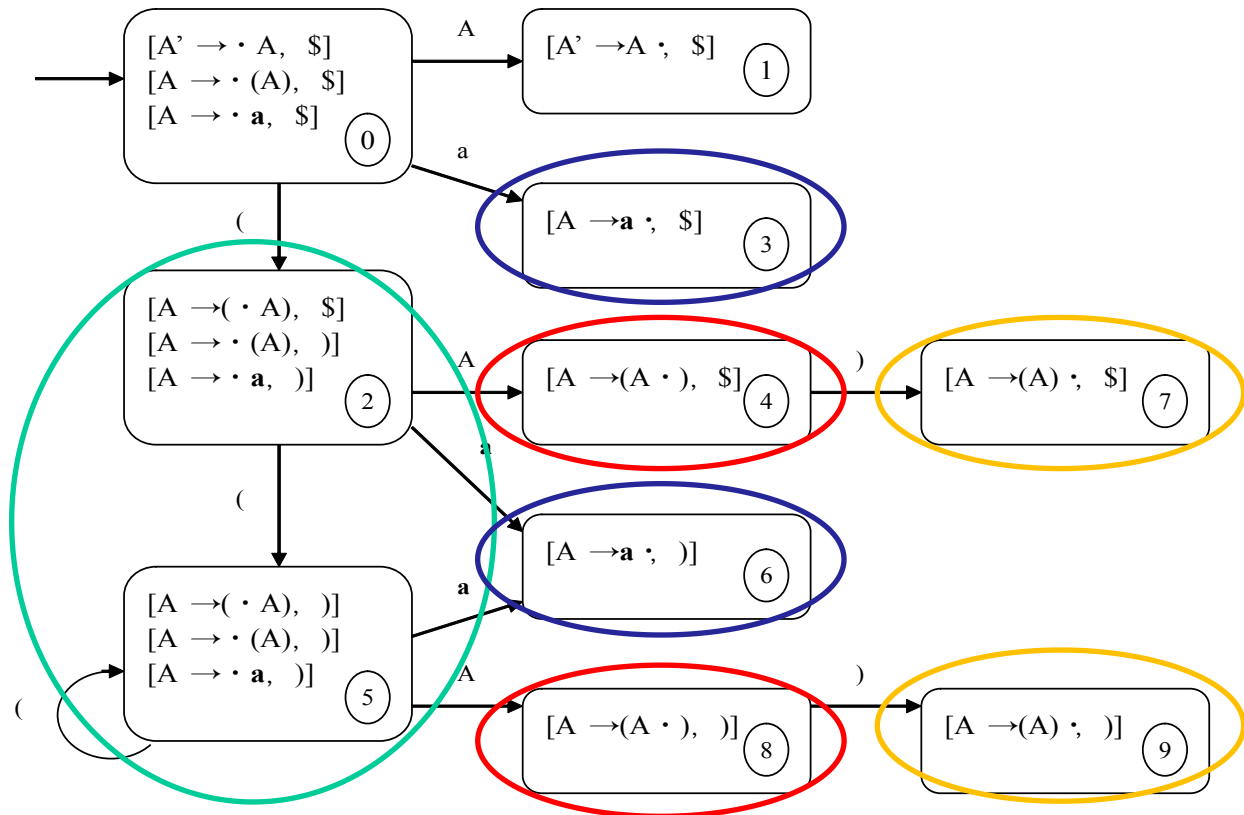 [A' → · A, $]
[A → · (A), $]
[A → · a, $]
0
A
[A' →A ·, $]
1
a
[A →a ·, $]
3
(
[A →( · A), $]
[A → · (A), )]
[A → · a, )]
2
A
[A →(A · ), $]
4
)
[A →(A) ·, $]
7
a
(
[A →a ·, )]
6
[A →( · A), )]
[A → · (A), )]
[A → · a, )]
5
a
(
A
[A →(A · ), )]
8
)
[A →(A) ·, )]
9